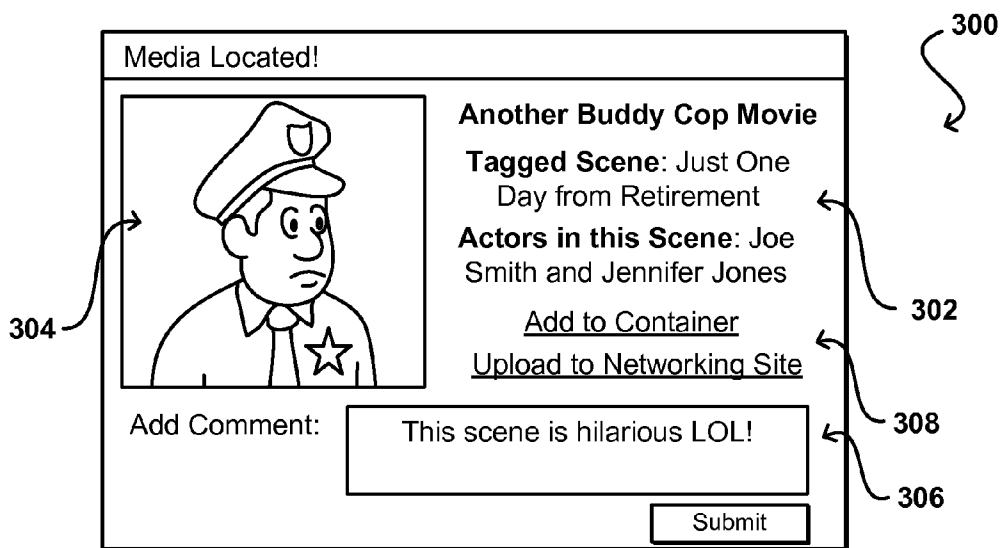 300
Media Located!
Another Buddy Cop Movie
Tagged Scene: Just One
Day from Retirement
Actors in this Scene: Joe
Smith and Jennifer Jones
304
302
Add to Container
Upload to Networking Site
308
Add Comment:
This scene is hilarious LOL!
306
Submit